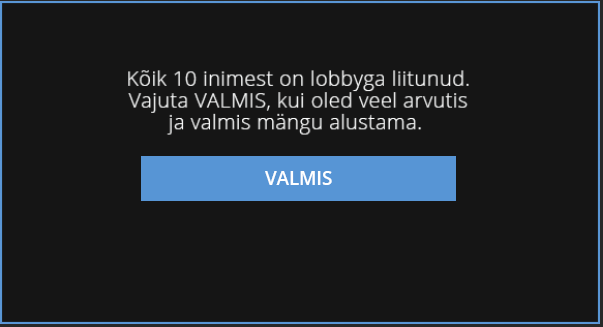 Kõik 10 inimest on lobbyga liitunud.
Vajuta VALMIS, kui oled veel arvutis
ja valmis mängu alustama.
VALMIS